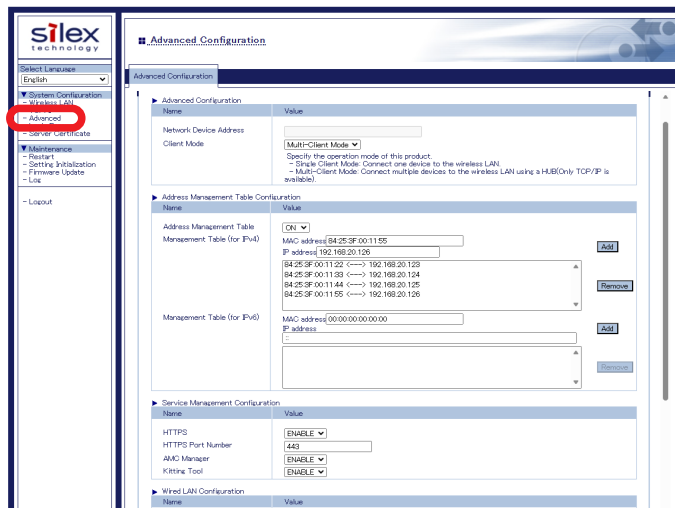 silex
technology
Advanced Configuration
Select Language
English
Advanced Configuration
▼ System Configuration
- Wireless LAN
- Advanced
- Server Certificate
▼ Maintenance
- Restart
- Setting Initialization
- Firmware Update
- Log
- Logout
▶ Advanced Configuration
Name Value
Network Device Address
Client Mode Multi-Client Mode
Specify the operation mode of this product.
- Single Client Mode: Connect one device to the wireless LAN.
- Multi-Client Mode: Connect multiple devices to the wireless LAN using a HUB(Only TCP/IP is
available).
▶ Address Management Table Configuration
Name Value
Address Management Table ON
Management Table (for IPv4) MAC address 84:25:3F:00:11:55
IP address 192.168.20.126
Add
84:25:3F:00:11:22 <---> 192.168.20.123
84:25:3F:00:11:33 <---> 192.168.20.124
84:25:3F:00:11:44 <---> 192.168.20.125
84:25:3F:00:11:55 <---> 192.168.20.126
Remove
Management Table (for IPv6) MAC address 00:00:00:00:00:00
IP address
::
Add
Remove
▶ Service Management Configuration
Name Value
HTTPS ENABLE
HTTPS Port Number 443
AMC Manager ENABLE
Kitting Tool ENABLE
▶ Wired LAN Configuration
Name Value